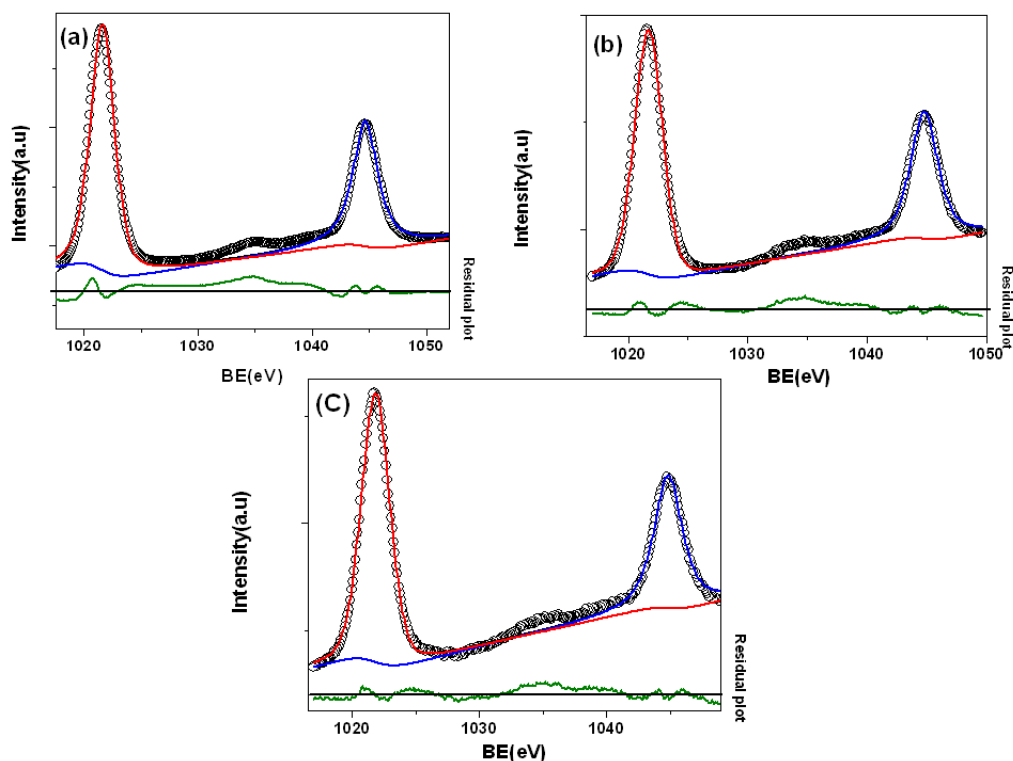 (a)
Intensity(a.u)
1020
1030
1040
1050
BE(eV)
Residual plot
(b)
Intensity(a.u)
1020
1030
1040
1050
BE(eV)
Residual plot
(C)
Intensity(a.u)
1020
1030
1040
BE(eV)
Residual plot